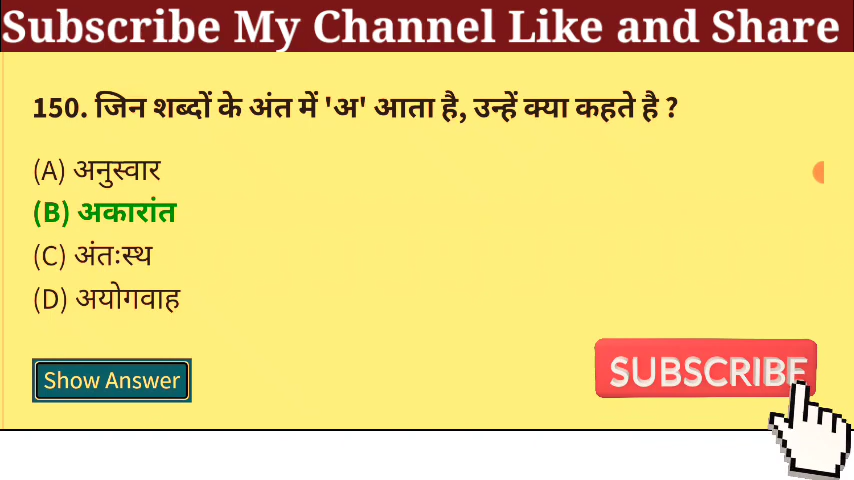 Subscribe My Channel Like and Share
150. जिन शब्दों के अंत में 'अ' आता है, उन्हें क्या कहते है ?
(A) अनुस्वार
(B) अकारांत
(C) अंतःस्थ
(D) अयोगवाह
Show Answer
SUBSCRIBE